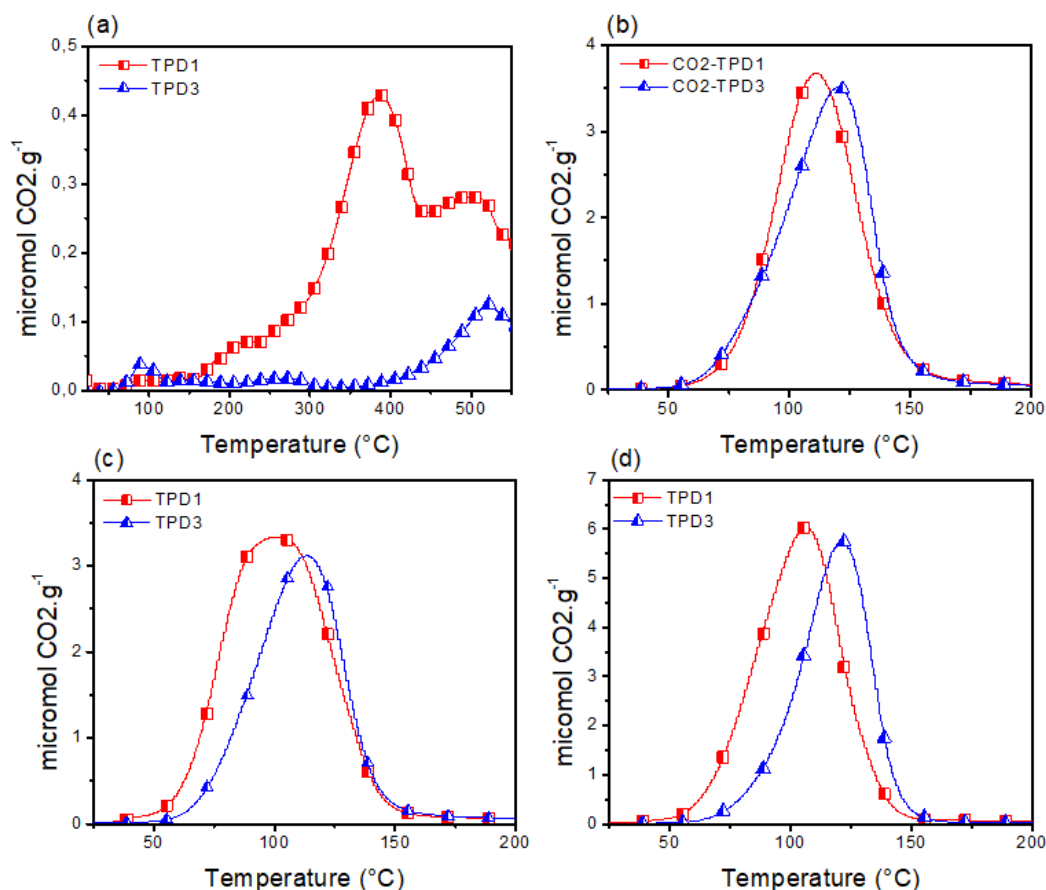 (a)
0,5
0,4
0,3
0,2
0,1
0,0
TPD1
TPD3
micromol CO2.g-1
100 200 300 400 500
Temperature (°C)
(b)
4
3
2
1
0
CO2-TPD1
CO2-TPD3
micromol CO2.g-1
50 100 150 200
Temperature (°C)
(c)
4
3
2
1
0
TPD1
TPD3
micromol CO2.g-1
50 100 150 200
Temperature (°C)
(d)
7
6
5
4
3
2
1
0
TPD1
TPD3
micomol CO2.g-1
50 100 150 200
Temperature (°C)